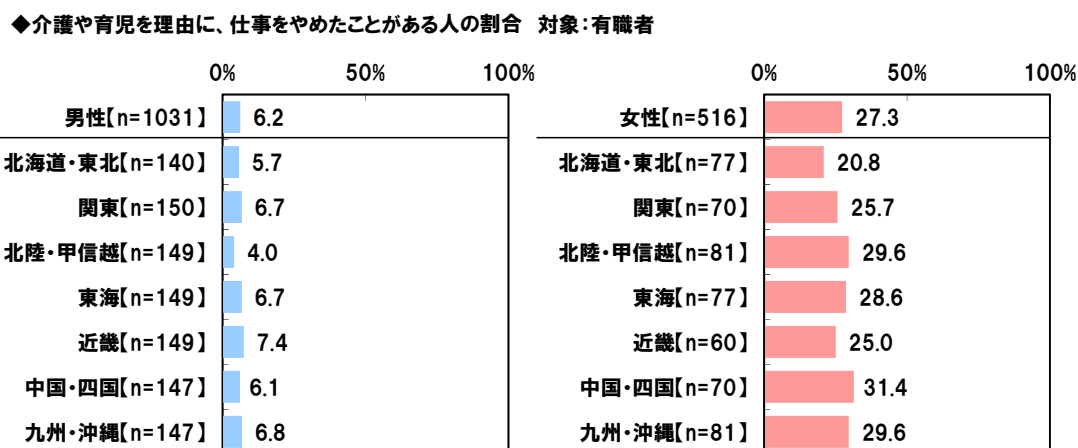 ◆介護や育児を理由に、仕事をやめたことがある人の割合 対象：有職者
0% 50% 100%
男性【n=1031】 6.2
北海道・東北【n=140】 5.7
関東【n=150】 6.7
北陸・甲信越【n=149】 4.0
東海【n=149】 6.7
近畿【n=149】 7.4
中国・四国【n=147】 6.1
九州・沖縄【n=147】 6.8
0% 50% 100%
女性【n=516】 27.3
北海道・東北【n=77】 20.8
関東【n=70】 25.7
北陸・甲信越【n=81】 29.6
東海【n=77】 28.6
近畿【n=60】 25.0
中国・四国【n=70】 31.4
九州・沖縄【n=81】 29.6